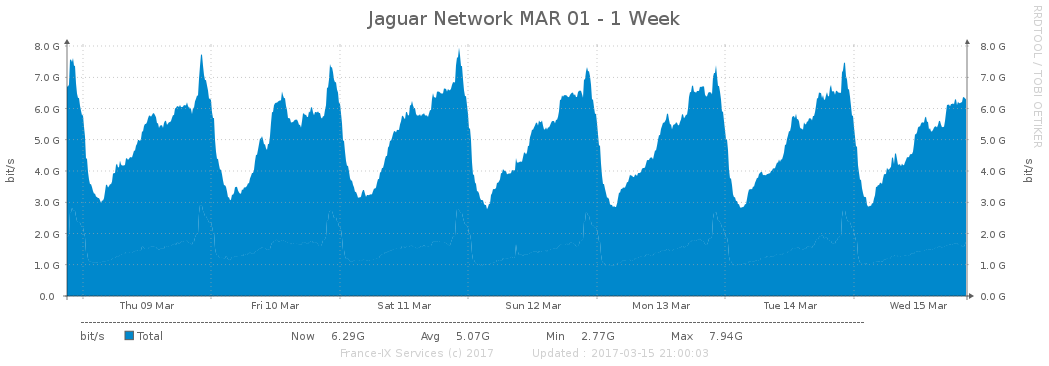 Jaguar Network MAR 01 - 1 Week
RRDTOOL / TOBI OETIKER
bit/s
8.0 G
7.0 G
6.0 G
5.0 G
4.0 G
3.0 G
2.0 G
1.0 G
0.0
8.0 G
7.0 G
6.0 G
5.0 G
4.0 G
3.0 G
2.0 G
1.0 G
0.0 G
bit/s
Thu 09 Mar Fri 10 Mar Sat 11 Mar Sun 12 Mar Mon 13 Mar Tue 14 Mar Wed 15 Mar
bit/s Total Now 6.29G Avg 5.07G Min 2.77G Max 7.94G
France-IX Services (c) 2017 Updated : 2017-03-15 21:00:03